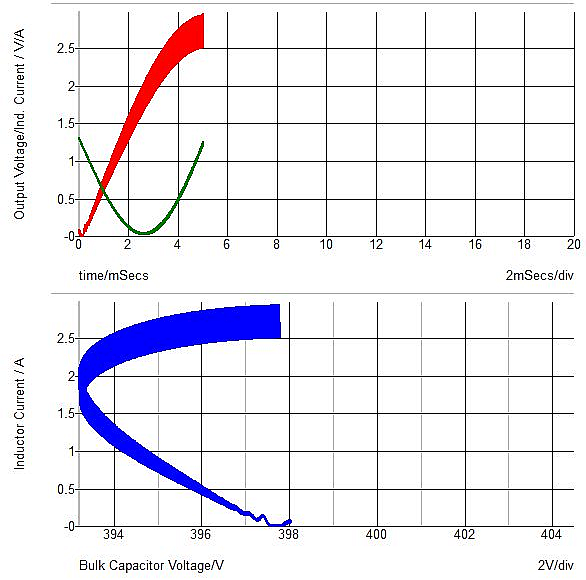 Output Voltage/Ind. Current / V/A
2.5
2
1.5
1
0.5
-0
0 2 4 6 8 10 12 14 16 18 20
time/mSecs 2mSecs/div
Inductor Current / A
2.5
2
1.5
1
0.5
-0
394 396 398 400 402 404
Bulk Capacitor Voltage/V 2V/div